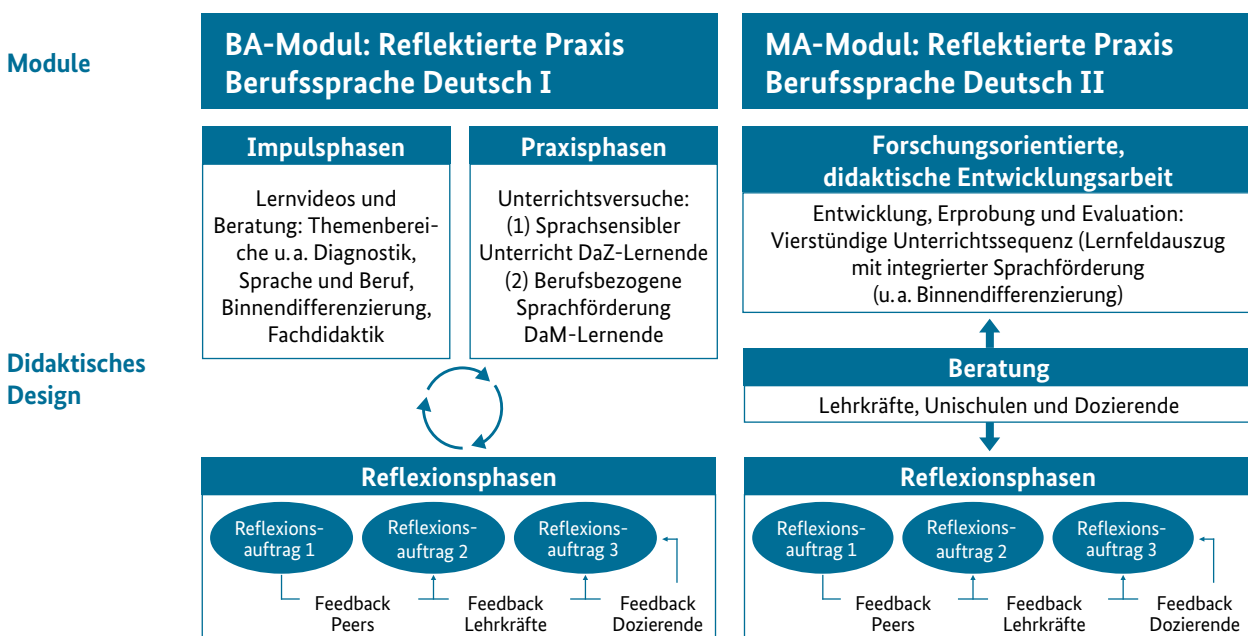 Module
BA-Modul: Reflektierte Praxis
Berufssprache Deutsch I
MA-Modul: Reflektierte Praxis
Berufssprache Deutsch II
Didaktisches
Design
Impulsphasen
Lernvideos und
Beratung: Themenberei-
che u. a. Diagnostik,
Sprache und Beruf,
Binnendifferenzierung,
Fachdidaktik
Praxisphasen
Unterrichtsversuche:
(1) Sprachsensibler
Unterricht DaZ-Lernende
(2) Berufsbezogene
Sprachförderung
DaM-Lernende
Reflexionsphasen
Reflexions-
auftrag 1
Reflexions-
auftrag 2
Reflexions-
auftrag 3
Feedback
Peers
Feedback
Lehrkräfte
Feedback
Dozierende
Forschungsorientierte,
didaktische Entwicklungsarbeit
Entwicklung, Erprobung und Evaluation:
Vierstündige Unterrichtssequenz (Lernfeldauszug
mit integrierter Sprachförderung
(u. a. Binnendifferenzierung)
Beratung
Lehrkräfte, Unischulen und Dozierende
Reflexionsphasen
Reflexions-
auftrag 1
Reflexions-
auftrag 2
Reflexions-
auftrag 3
Feedback
Peers
Feedback
Lehrkräfte
Feedback
Dozierende